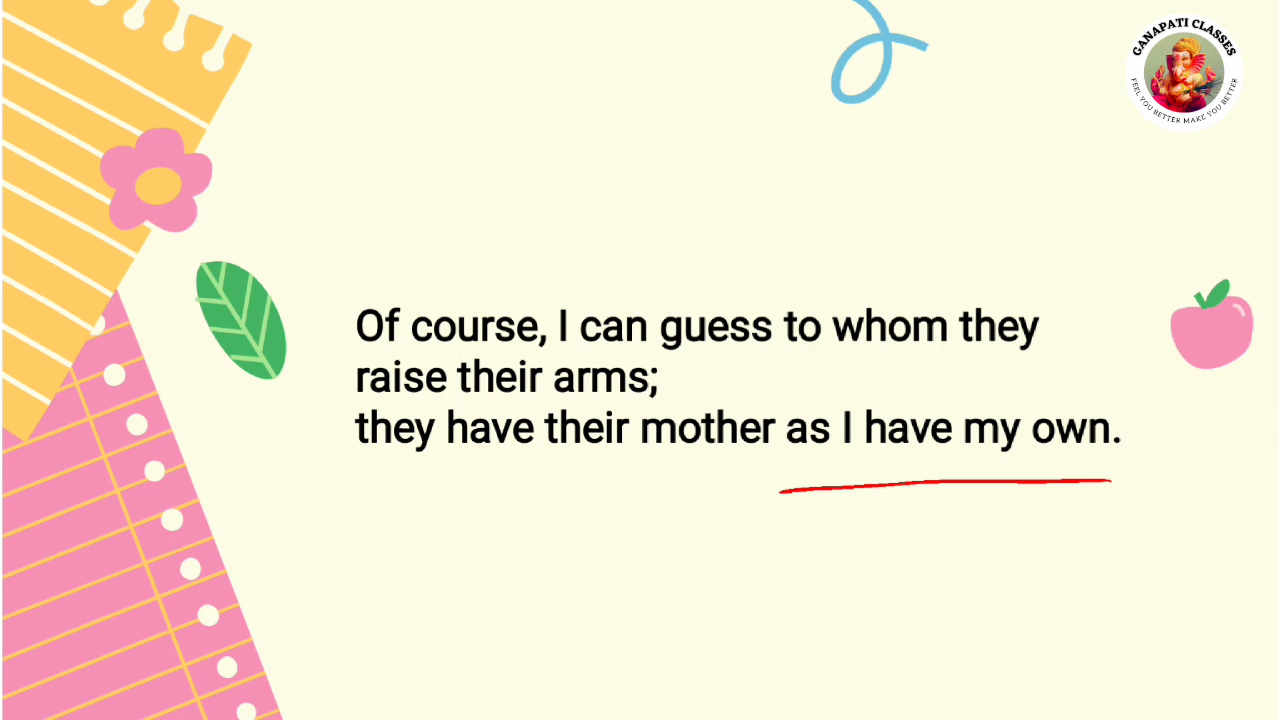 GANAPATI CLASSES
FEEL YOU BETTER MAKE YOU BETTER
Of course, I can guess to whom they
raise their arms;
they have their mother as I have my own.